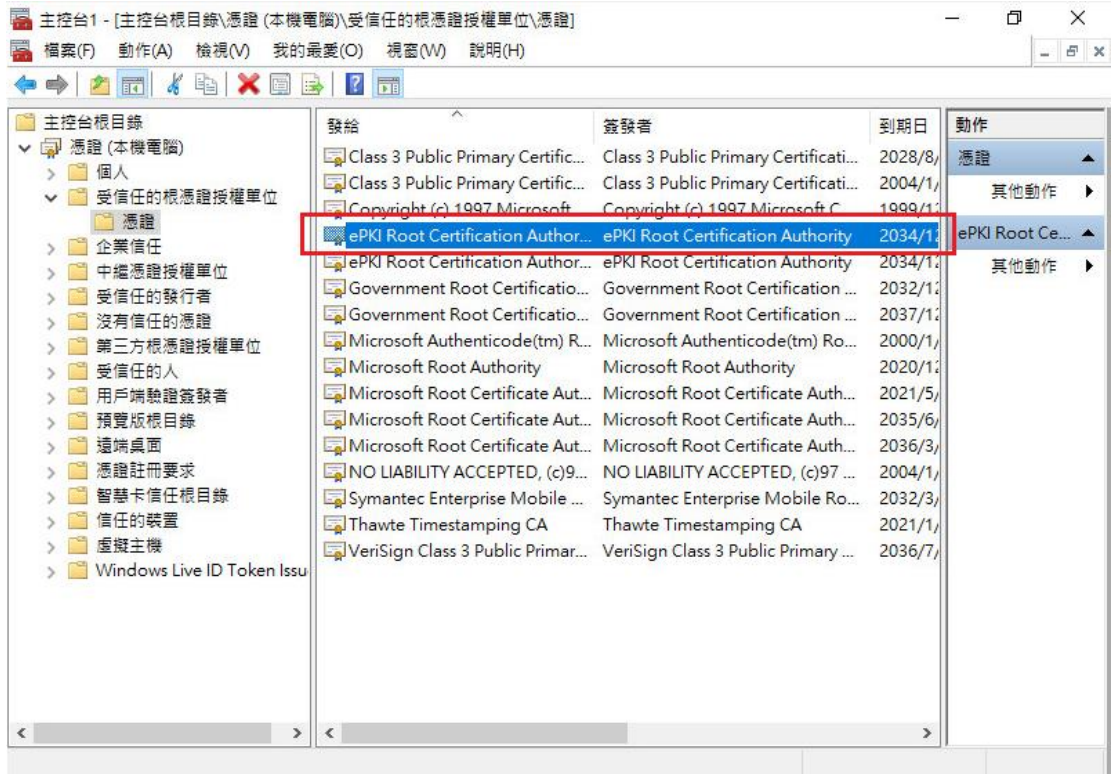 主控台1 - [主控台根目錄\憑證 (本機電腦)\受信任的根憑證授權單位\憑證]
檔案(F) 動作(A) 檢視(V) 我的最愛(O) 視窗(W) 說明(H)
主控台根目錄
憑證 (本機電腦)
個人
受信任的根憑證授權單位
憑證
企業信任
中繼憑證授權單位
受信任的發行者
沒有信任的憑證
第三方根憑證授權單位
受信任的人
用戶端驗證簽發者
預覽版根目錄
遠端桌面
憑證註冊要求
智慧卡信任根目錄
信任的裝置
虛擬主機
Windows Live ID Token Issu
發給 簽發者 到期日
Class 3 Public Primary Certific... Class 3 Public Primary Certificati... 2028/8/
Class 3 Public Primary Certific... Class 3 Public Primary Certificati... 2004/1/
Copyright (c) 1997 Microsoft Copyright (c) 1997 Microsoft C 1999/12
ePKI Root Certification Author... ePKI Root Certification Authority 2034/12
ePKI Root Certification Author... ePKI Root Certification Authority 2034/12
Government Root Certificatio... Government Root Certification ... 2032/12
Government Root Certificatio... Government Root Certification ... 2037/12
Microsoft Authenticode(tm) R... Microsoft Authenticode(tm) Ro... 2000/1/
Microsoft Root Authority Microsoft Root Authority 2020/12
Microsoft Root Certificate Aut... Microsoft Root Certificate Auth... 2021/5/
Microsoft Root Certificate Aut... Microsoft Root Certificate Auth... 2035/6/
Microsoft Root Certificate Aut... Microsoft Root Certificate Auth... 2036/3/
NO LIABILITY ACCEPTED, (c)9... NO LIABILITY ACCEPTED, (c)97 ... 2004/1/
Symantec Enterprise Mobile ... Symantec Enterprise Mobile Ro... 2032/3/
Thawte Timestamping CA Thawte Timestamping CA 2021/1/
VeriSign Class 3 Public Primar... VeriSign Class 3 Public Primary ... 2036/7/
動作
憑證
其他動作
ePKI Root Ce...
其他動作